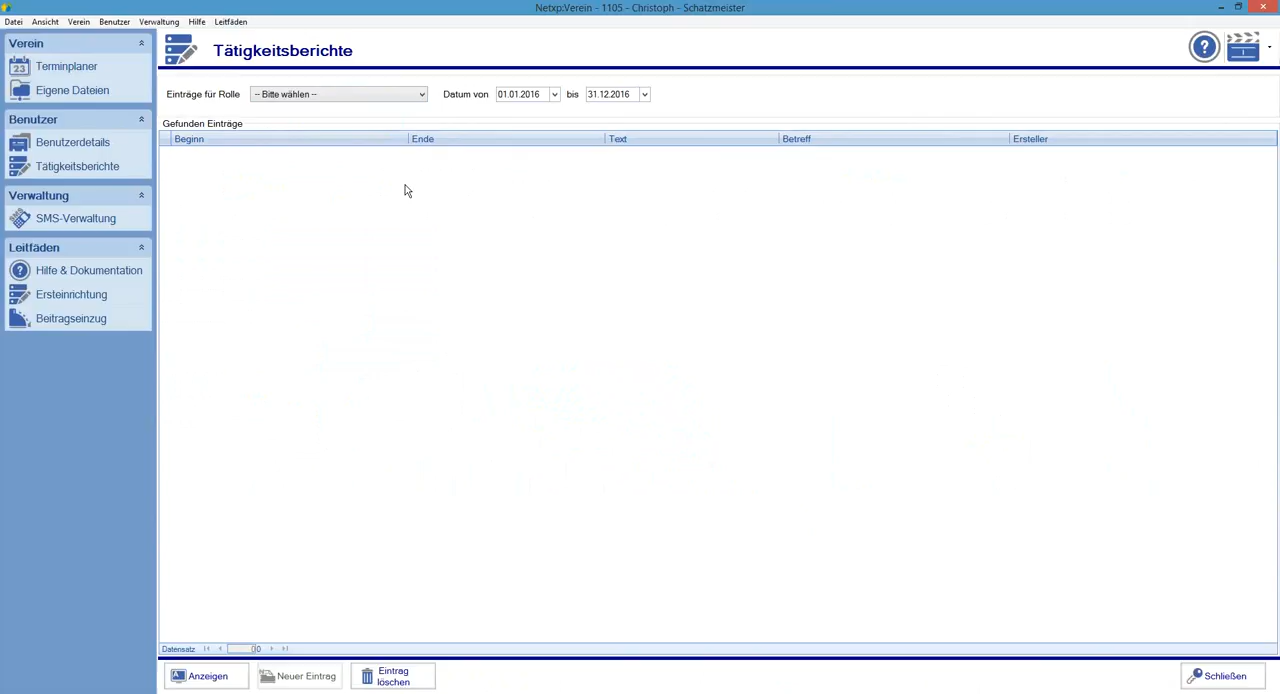 Netxp:Verein - 1105 - Christoph - Schatzmeister
Datei Ansicht Verein Benutzer Verwaltung Hilfe Leitfäden
Verein
23 Terminplaner
Eigene Dateien
Benutzer
Benutzerdetails
Tätigkeitsberichte
Verwaltung
SMS-Verwaltung
Leitfäden
? Hilfe & Dokumentation
Ersteinrichtung
Beitragseinzug
Tätigkeitsberichte
?
Einträge für Rolle -- Bitte wählen -- Datum von 01.01.2016 bis 31.12.2016
Gefunden Einträge
Beginn Ende Text Betreff Ersteller
Datensatz
Anzeigen Neuer Eintrag Eintrag löschen Schließen